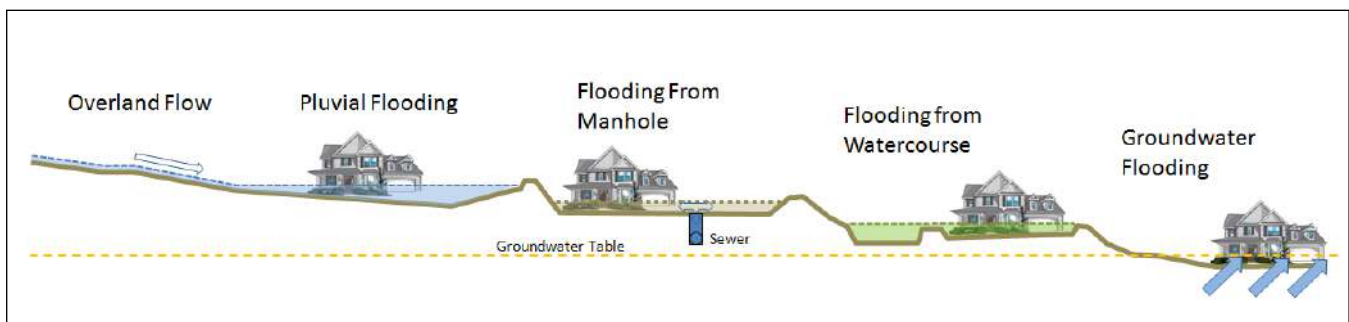 Overland Flow
Pluvial Flooding
Flooding From
Manhole
Flooding from
Watercourse
Groundwater
Flooding
Groundwater Table
Sewer